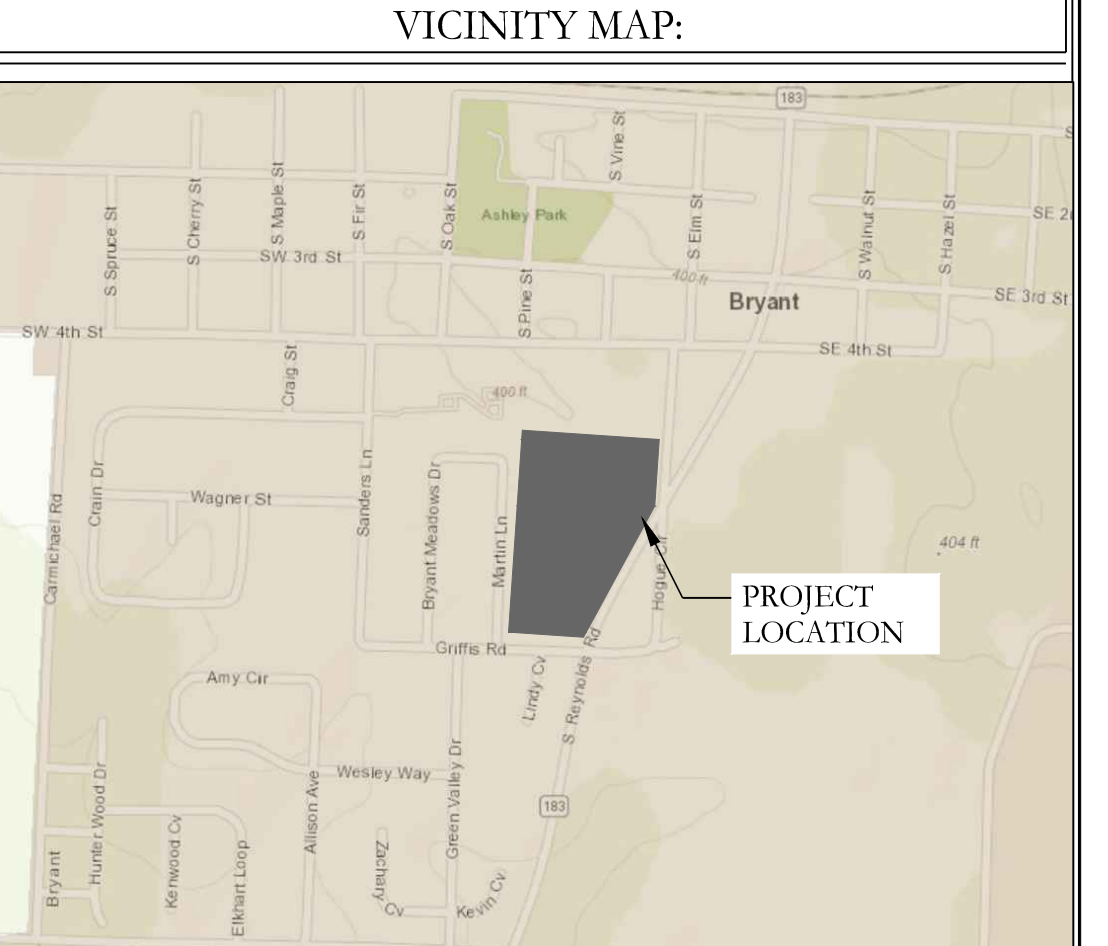 VICINITY MAP:
183
S Vine St
S Cherry St
S Maple St
S Fir St
S Oak St
Ashley Park
S Elm St
S Walnut St
S Hazel St
SE 2
S Spruce St
SW 3rd St
S Pine St
400 ft
Bryant
SE 3rd St
SW 4th St
SE 4th St
Craig St
400 ft
Crain Dr
Wagner St
Sanders Ln
Bryant Meadows Dr
Martin Ln
Carmichael Rd
Hogue Cir
404 ft
PROJECT
LOCATION
Griffis Rd
Lindy Cv
S Reynolds Rd
Amy Cir
Wesley Way
Hunter Wood Dr
Allison Ave
Green Valley Dr
183
Bryant
Kenwood Cv
Elkhart Loop
Zachary Cv
Kevin Cv